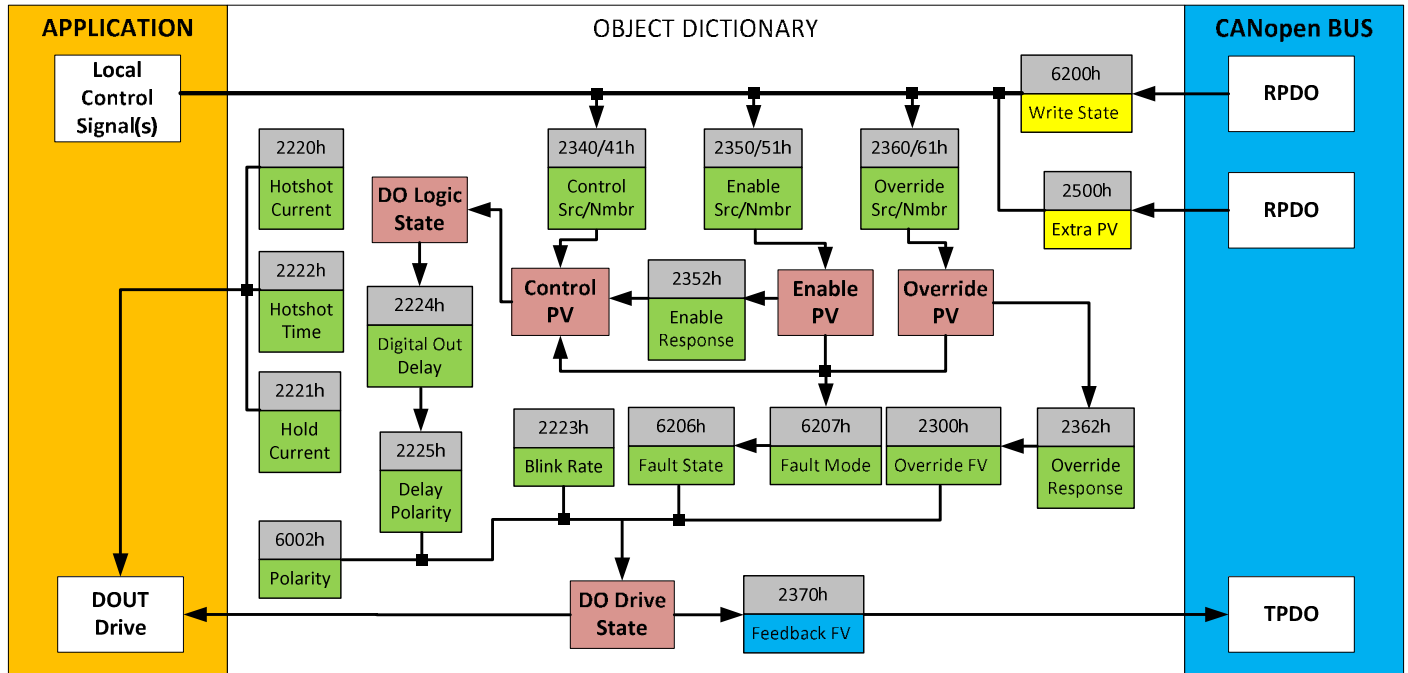 APPLICATION
OBJECT DICTIONARY
CANopen BUS
Local
Control
Signal(s)
6200h
Write State
RPDO
2220h
Hotshot
Current
2340/41h
Control
Src/Nmbr
2350/51h
Enable
Src/Nmbr
2360/61h
Override
Src/Nmbr
2500h
Extra PV
RPDO
DO Logic
State
2222h
Hotshot
Time
2224h
Digital Out
Delay
Control
PV
2352h
Enable
Response
Enable
PV
Override
PV
2221h
Hold
Current
2225h
Delay
Polarity
2223h
Blink Rate
6206h
Fault State
6207h
Fault Mode
2300h
Override FV
2362h
Override
Response
6002h
Polarity
DOUT
Drive
DO Drive
State
2370h
Feedback FV
TPDO